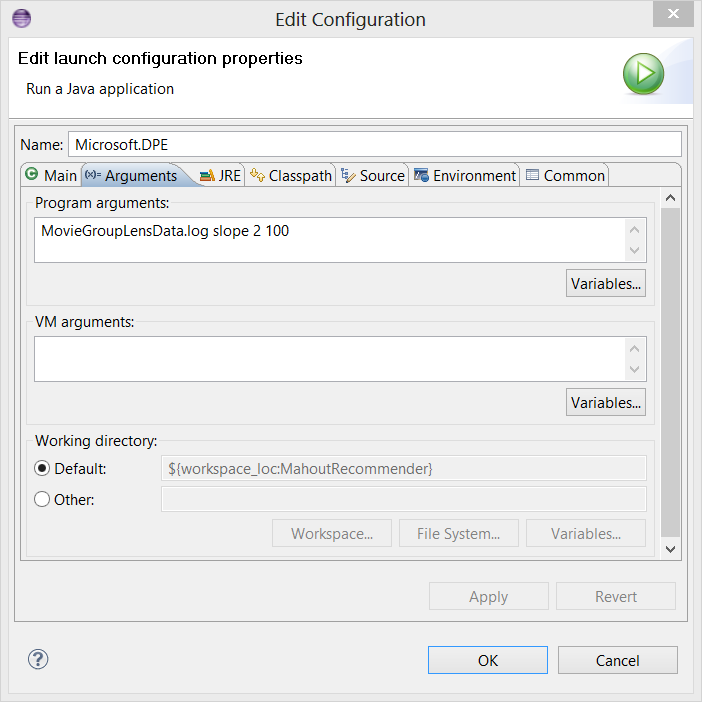 Edit Configuration
Edit launch configuration properties
Run a Java application
Name: Microsoft.DPE
Main (x)= Arguments JRE Classpath Source Environment Common
Program arguments:
MovieGroupLensData.log slope 2 100
Variables...
VM arguments:
Variables...
Working directory:
Default: ${workspace_loc:MahoutRecommender}
Other:
Workspace... File System... Variables...
Apply Revert
OK Cancel